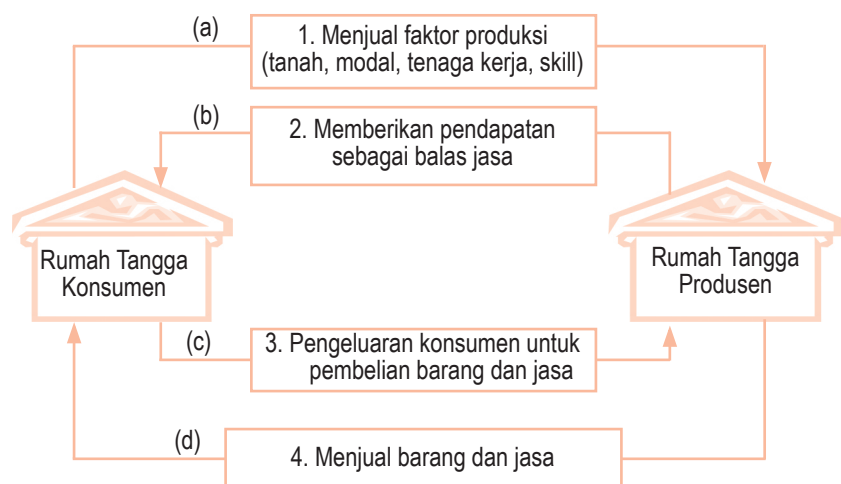 (a)
1. Menjual faktor produksi
(tanah, modal, tenaga kerja, skill)
(b)
2. Memberikan pendapatan
sebagai balas jasa
Rumah Tangga
Konsumen
Rumah Tangga
Produsen
(c)
3. Pengeluaran konsumen untuk
pembelian barang dan jasa
(d)
4. Menjual barang dan jasa